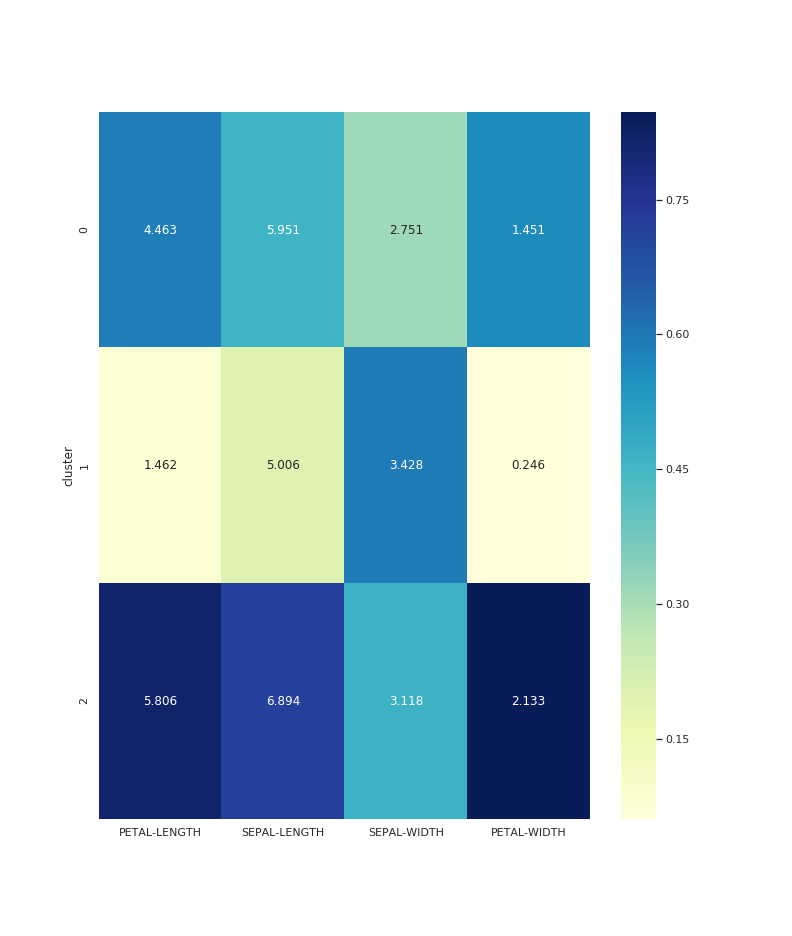 0.75
0
4.463 5.951 2.751 1.451
0.60
cluster
1
1.462 5.006 3.428 0.246
0.45
0.30
2
5.806 6.894 3.118 2.133
0.15
PETAL-LENGTH SEPAL-LENGTH SEPAL-WIDTH PETAL-WIDTH